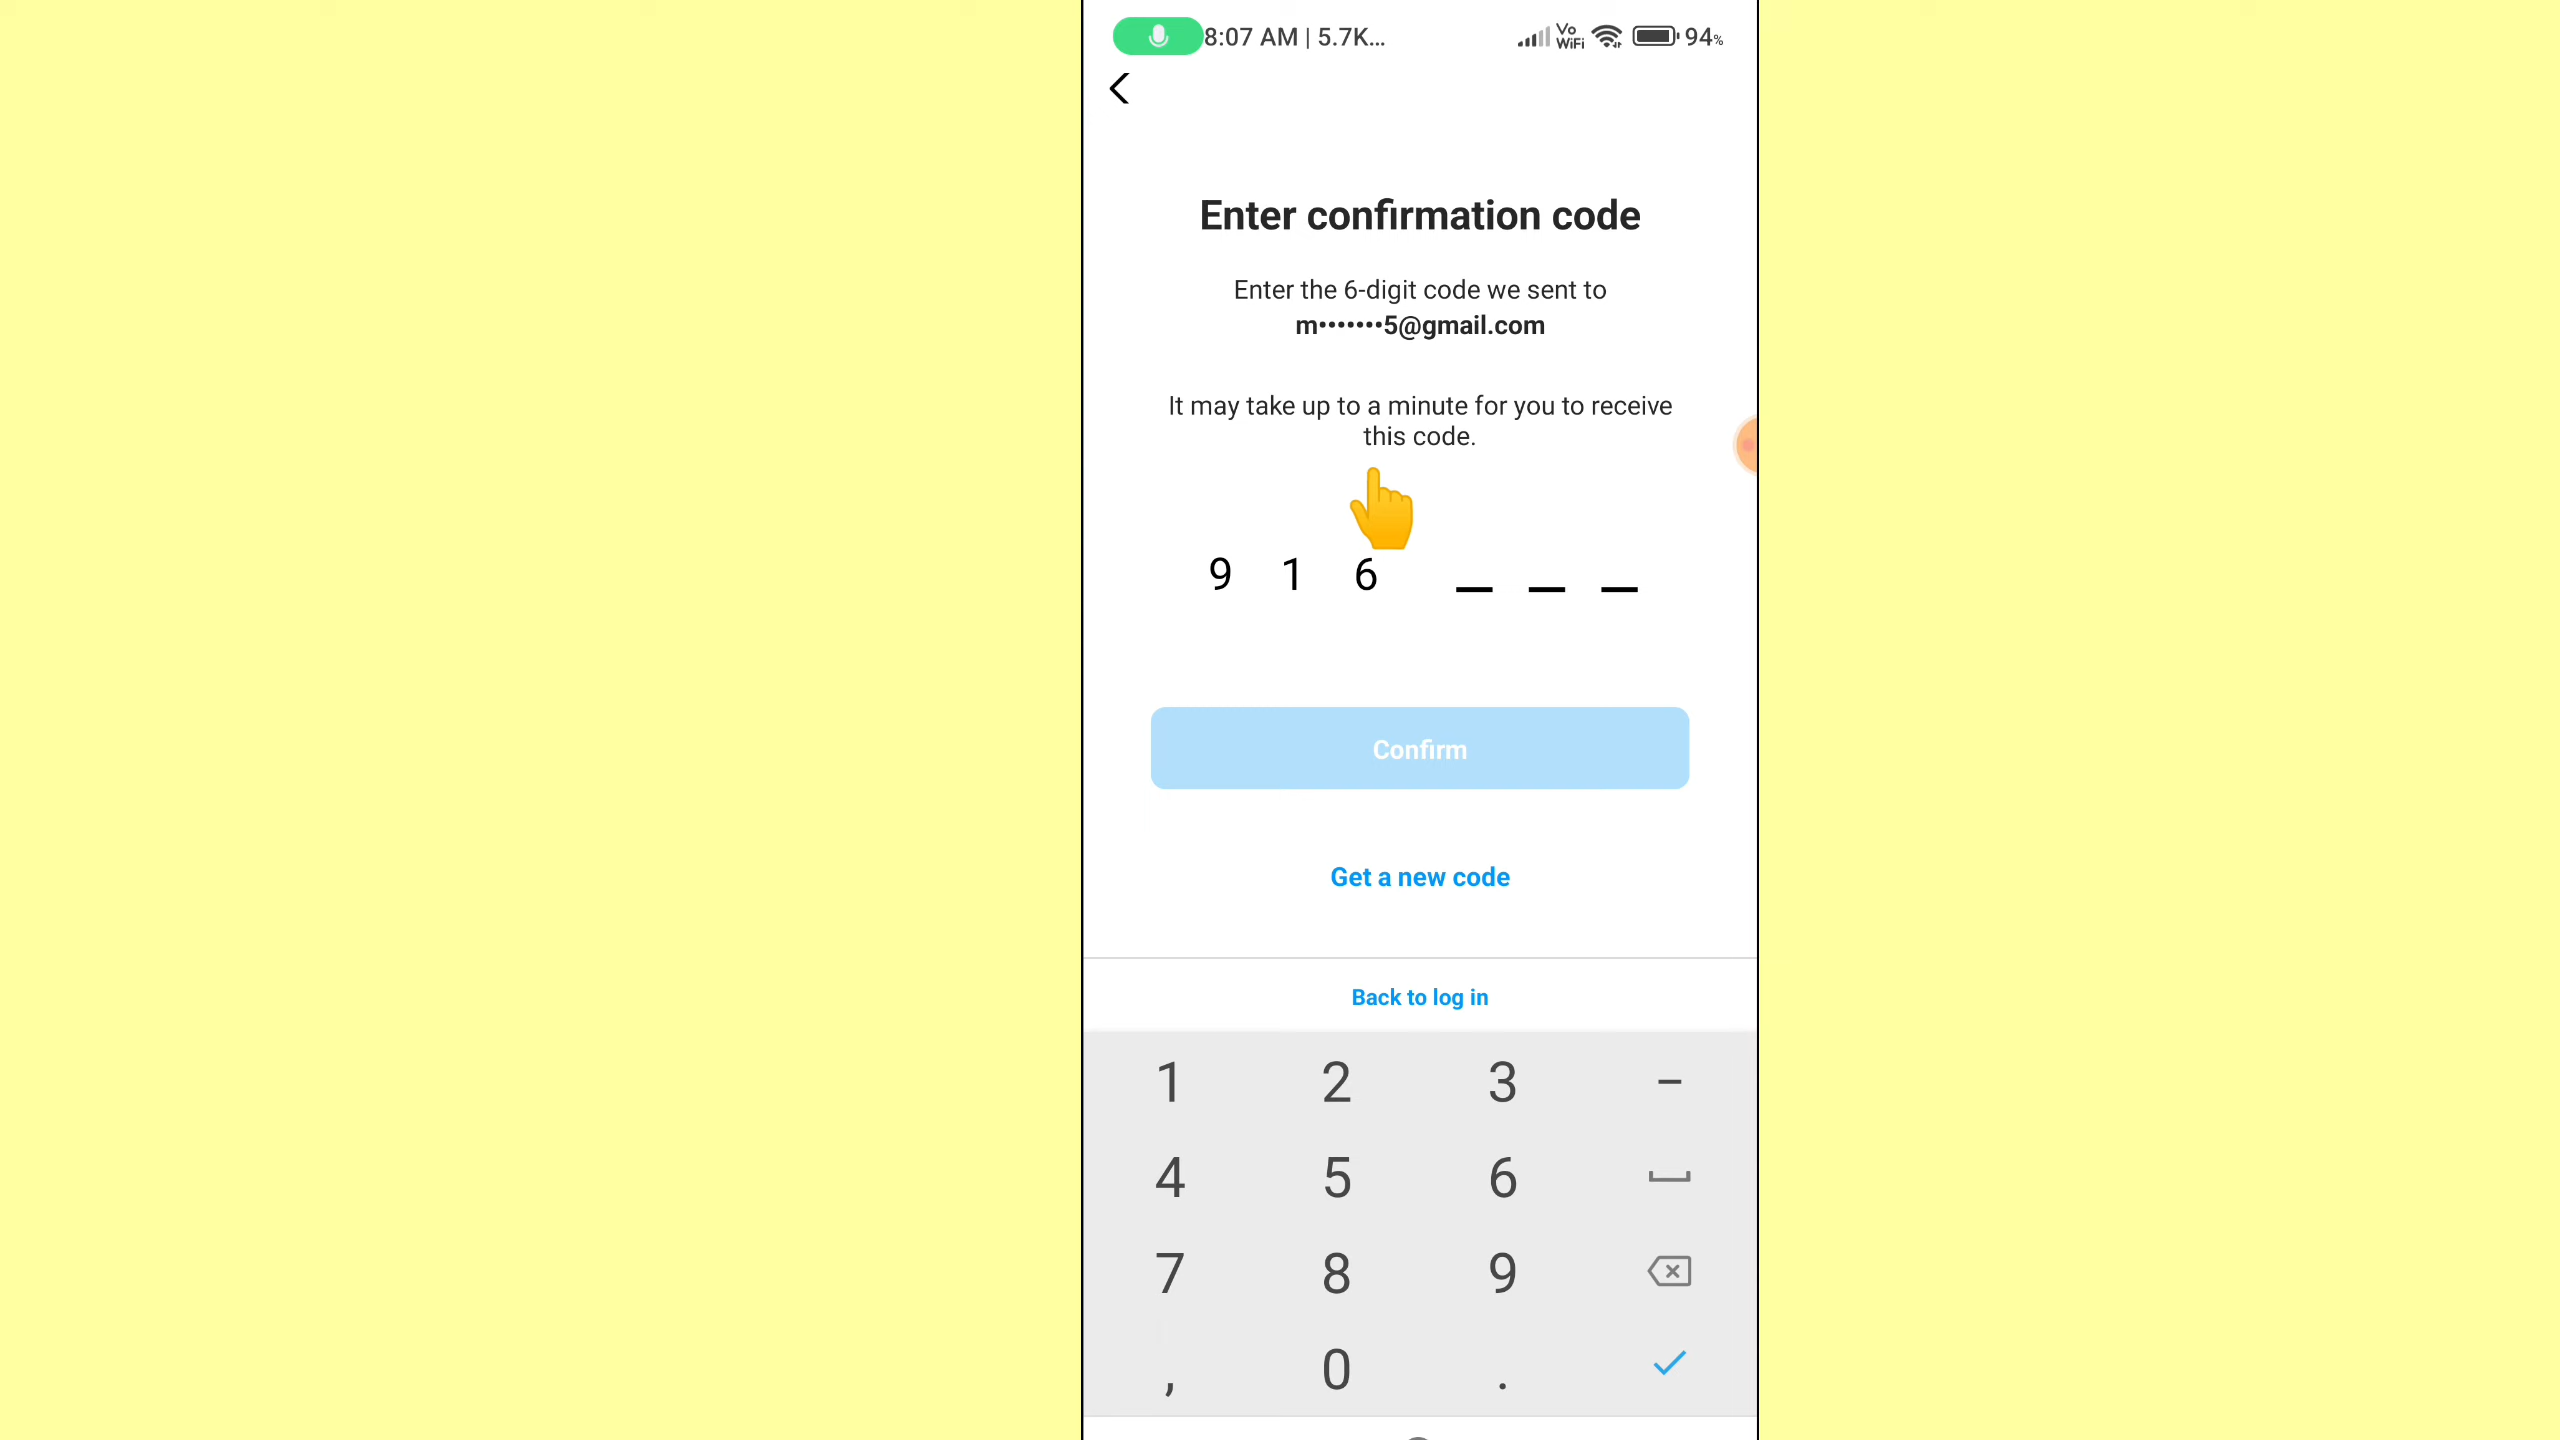 8:07 AM | 5.7K...
Vo
WiFi
94%
Enter confirmation code
Enter the 6-digit code we sent to
m•••••••5@gmail.com
It may take up to a minute for you to receive
this code.
9 1 6 _ _ _
Confirm
Get a new code
Back to log in
1 2 3 −
4 5 6
7 8 9
, 0 .